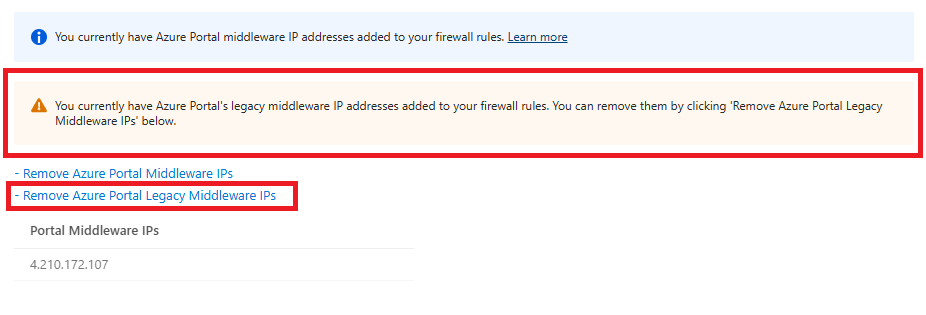 You currently have Azure Portal middleware IP addresses added to your firewall rules. Learn more
You currently have Azure Portal's legacy middleware IP addresses added to your firewall rules. You can remove them by clicking 'Remove Azure Portal Legacy
Middleware IPs' below.
- Remove Azure Portal Middleware IPs
- Remove Azure Portal Legacy Middleware IPs
Portal Middleware IPs
4.210.172.107